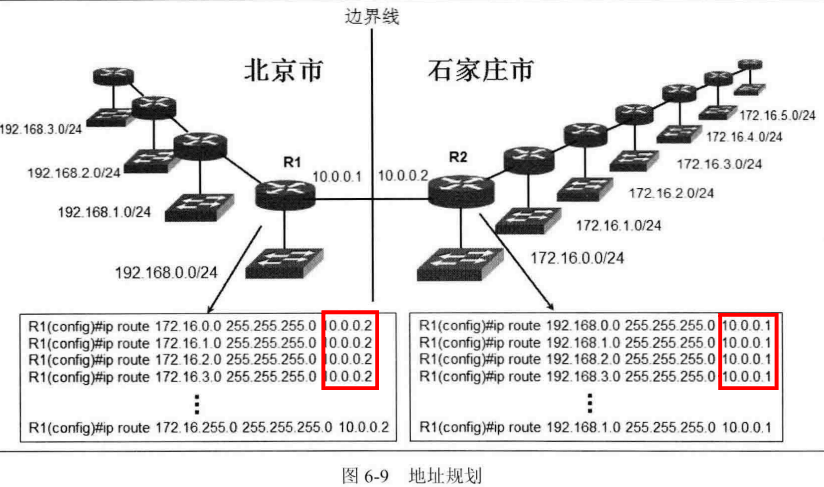 边界线
北京市
石家庄市
172.16.5.0/24
192.168.3.0/24
172.16.4.0/24
192.168.2.0/24
R1
10.0.0.1
10.0.0.2
R2
172.16.3.0/24
172.16.2.0/24
192.168.1.0/24
172.16.1.0/24
192.168.0.0/24
172.16.0.0/24
R1(config)#ip route 172.16.0.0 255.255.255.0 10.0.0.2
R1(config)#ip route 172.16.1.0 255.255.255.0 10.0.0.2
R1(config)#ip route 172.16.2.0 255.255.255.0 10.0.0.2
R1(config)#ip route 172.16.3.0 255.255.255.0 10.0.0.2
R1(config)#ip route 172.16.255.0 255.255.255.0 10.0.0.2
R1(config)#ip route 192.168.0.0 255.255.255.0 10.0.0.1
R1(config)#ip route 192.168.1.0 255.255.255.0 10.0.0.1
R1(config)#ip route 192.168.2.0 255.255.255.0 10.0.0.1
R1(config)#ip route 192.168.3.0 255.255.255.0 10.0.0.1
R1(config)#ip route 192.168.1.0 255.255.255.0 10.0.0.1
图 6-9 地址规划